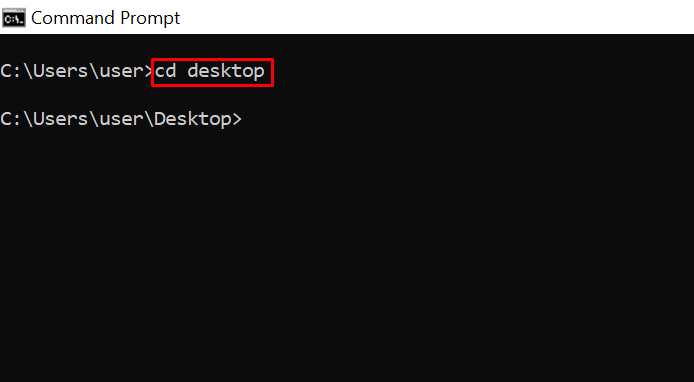 Command Prompt
C:\Users\user>cd desktop
C:\Users\user\Desktop>